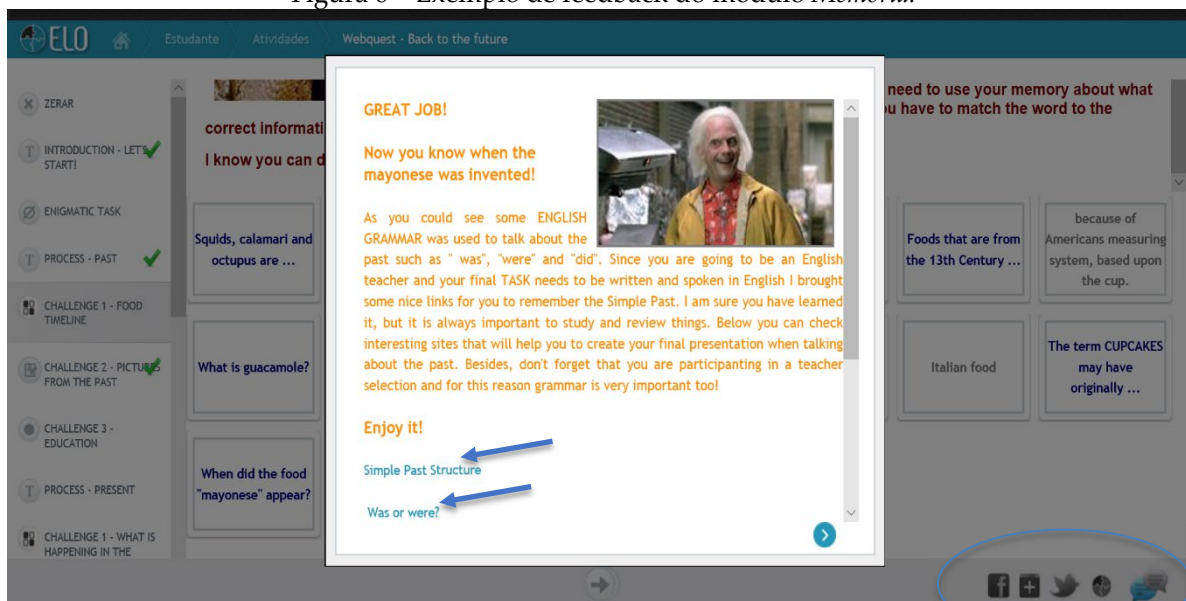 Figura 6 – Exemplo de feedback do módulo Memorial
ELO
Estudante
Atividades
Webquest - Back to the future
ZERAR
INTRODUCTION - LET'S
START!
ENIGMATIC TASK
PROCESS - PAST
CHALLENGE 1 - FOOD
TIMELINE
CHALLENGE 2 - PICTURES
FROM THE PAST
CHALLENGE 3 -
EDUCATION
PROCESS - PRESENT
CHALLENGE 1 - WHAT IS
HAPPENING IN THE
correct informati
I know you can d
need to use your memory about what
u have to match the word to the
Squids, calamari and
octupus are ...
What is guacamole?
When did the food
"mayonese" appear?
GREAT JOB!
Now you know when the
mayonese was invented!
As you could see some ENGLISH
GRAMMAR was used to talk about the
past such as " was", "were" and "did". Since you are going to be an English
teacher and your final TASK needs to be written and spoken in English I brought
some nice links for you to remember the Simple Past. I am sure you have learned
it, but it is always important to study and review things. Below you can check
interesting sites that will help you to create your final presentation when talking
about the past. Besides, don't forget that you are participanting in a teacher
selection and for this reason grammar is very important too!
Enjoy it!
Simple Past Structure
Was or were?
Foods that are from
the 13th Century ...
because of
Americans measuring
system, based upon
the cup.
Italian food
The term CUPCAKES
may have
originally ...